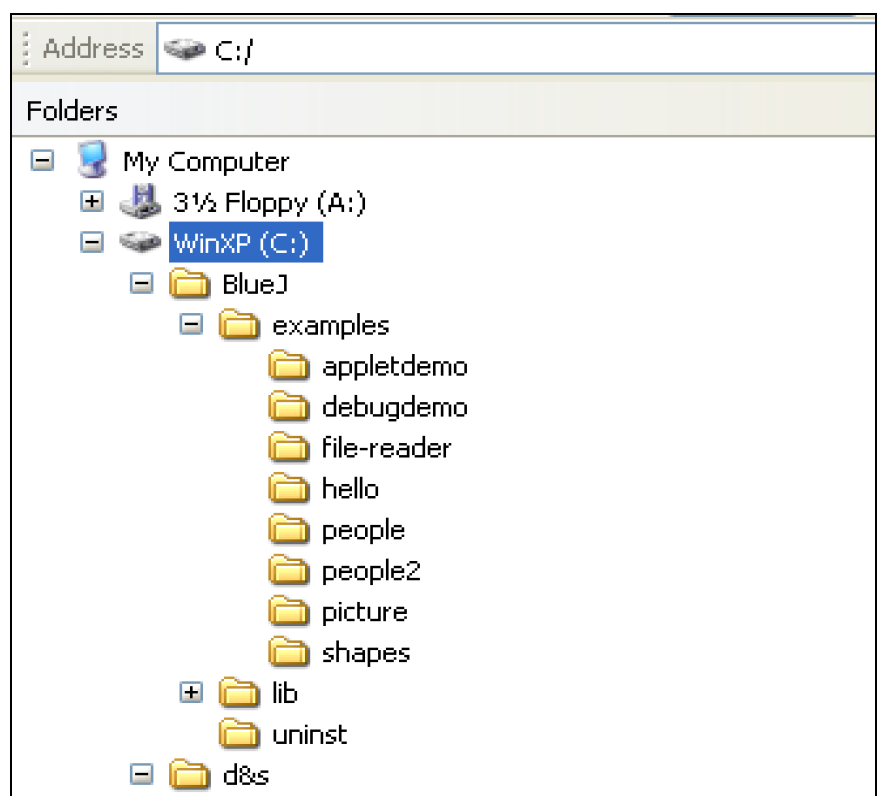 Address C:/
Folders
My Computer
3½ Floppy (A:)
WinXP (C:)
BlueJ
examples
appletdemo
debugdemo
file-reader
hello
people
people2
picture
shapes
lib
uninst
d&s